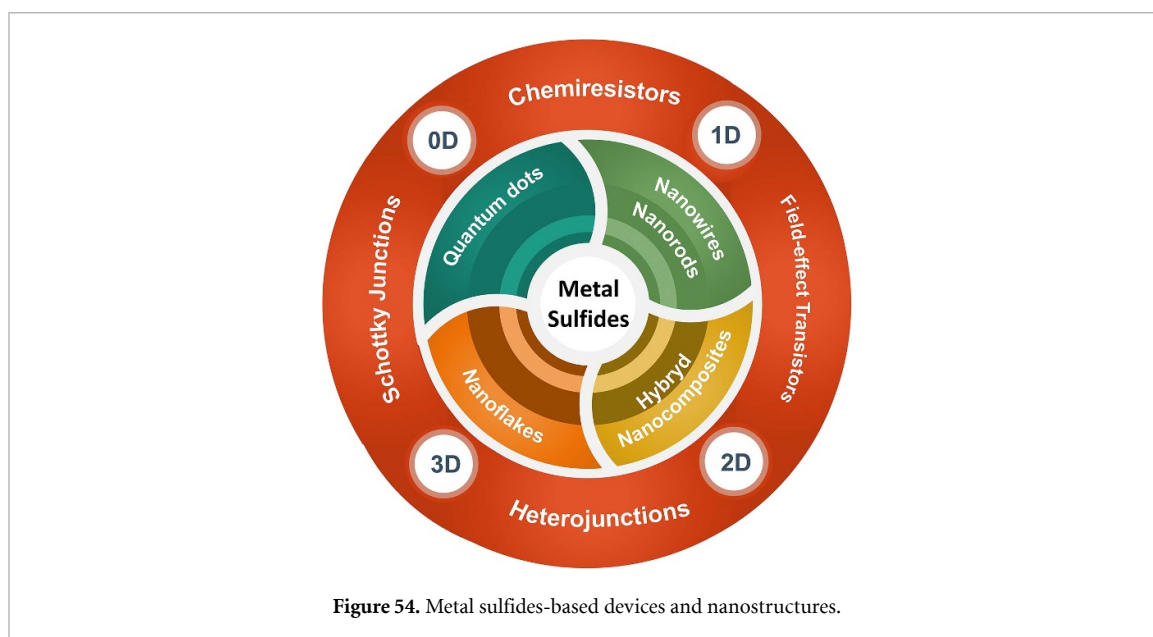 Chemiresistors
0D
1D
Quantum dots
Nanowires
Nanorods
Schottky Junctions
Field-effect Transistors
Metal
Sulfides
Nanoflakes
Hybryd
Nanocomposites
3D
2D
Heterojunctions
Figure 54. Metal sulfides-based devices and nanostructures.